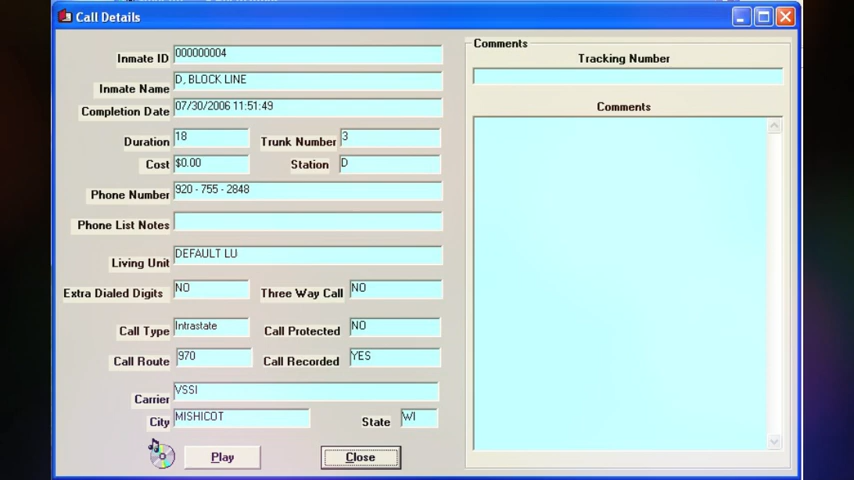 Call Details
Inmate ID 000000004
Inmate Name D, BLOCK LINE
Completion Date 07/30/2006 11:51:49
Duration 18 Trunk Number 3
Cost $0.00 Station D
Phone Number 920 - 755 - 2848
Phone List Notes
Living Unit DEFAULT LU
Extra Dialed Digits NO Three Way Call NO
Call Type Intrastate Call Protected NO
Call Route 970 Call Recorded YES
Carrier VSSI
City MISHICOT State WI
Play Close
Comments
Tracking Number
Comments